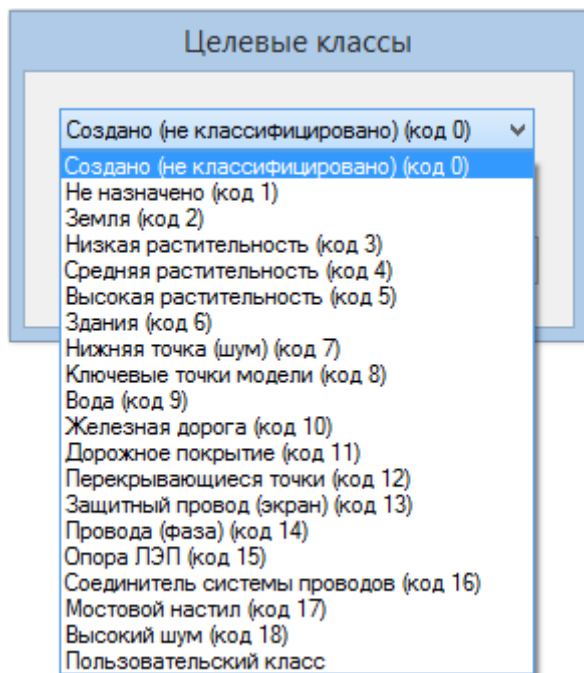 Целевые классы
Создано (не классифицировано) (код 0)
Создано (не классифицировано) (код 0)
Не назначено (код 1)
Земля (код 2)
Низкая растительность (код 3)
Средняя растительность (код 4)
Высокая растительность (код 5)
Здания (код 6)
Нижняя точка (шум) (код 7)
Ключевые точки модели (код 8)
Вода (код 9)
Железная дорога (код 10)
Дорожное покрытие (код 11)
Перекрывающиеся точки (код 12)
Защитный провод (экран) (код 13)
Провода (фаза) (код 14)
Опора ЛЭП (код 15)
Соединитель системы проводов (код 16)
Мостовой настил (код 17)
Высокий шум (код 18)
Пользовательский класс